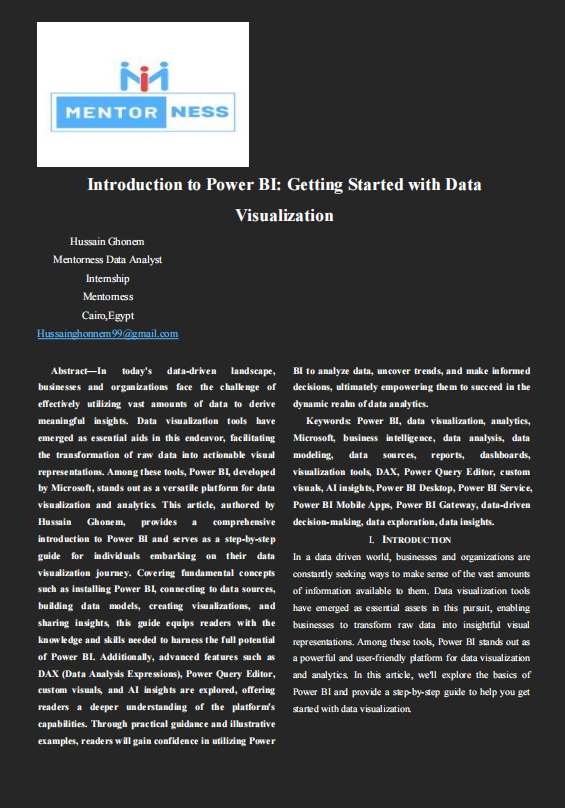 MENTOR NESS
Introduction to Power BI: Getting Started with Data
Visualization
Hussain Ghonem
Mentorness Data Analyst
Internship
Mentorness
Cairo,Egypt
Hussainghonnem99@gmail.com
Abstract—In today's data-driven landscape,
businesses and organizations face the challenge of
effectively utilizing vast amounts of data to derive
meaningful insights. Data visualization tools have
emerged as essential aids in this endeavor, facilitating
the transformation of raw data into actionable visual
representations. Among these tools, Power BI, developed
by Microsoft, stands out as a versatile platform for data
visualization and analytics. This article, authored by
Hussain Ghonem, provides a comprehensive
introduction to Power BI and serves as a step-by-step
guide for individuals embarking on their data
visualization journey. Covering fundamental concepts
such as installing Power BI, connecting to data sources,
building data models, creating visualizations, and
sharing insights, this guide equips readers with the
knowledge and skills needed to harness the full potential
of Power BI. Additionally, advanced features such as
DAX (Data Analysis Expressions), Power Query Editor,
custom visuals, and AI insights are explored, offering
readers a deeper understanding of the platform's
capabilities. Through practical guidance and illustrative
examples, readers will gain confidence in utilizing Power
BI to analyze data, uncover trends, and make informed
decisions, ultimately empowering them to succeed in the
dynamic realm of data analytics.
Keywords: Power BI, data visualization, analytics,
Microsoft, business intelligence, data analysis, data
modeling, data sources, reports, dashboards,
visualization tools, DAX, Power Query Editor, custom
visuals, AI insights, Power BI Desktop, Power BI Service,
Power BI Mobile Apps, Power BI Gateway, data-driven
decision-making, data exploration, data insights.
I. INTRODUCTION
In a data driven world, businesses and organizations are
constantly seeking ways to make sense of the vast amounts
of information available to them. Data visualization tools
have emerged as essential assets in this pursuit, enabling
businesses to transform raw data into insightful visual
representations. Among these tools, Power BI stands out as
a powerful and user-friendly platform for data visualization
and analytics. In this article, we'll explore the basics of
Power BI and provide a step-by-step guide to help you get
started with data visualization.